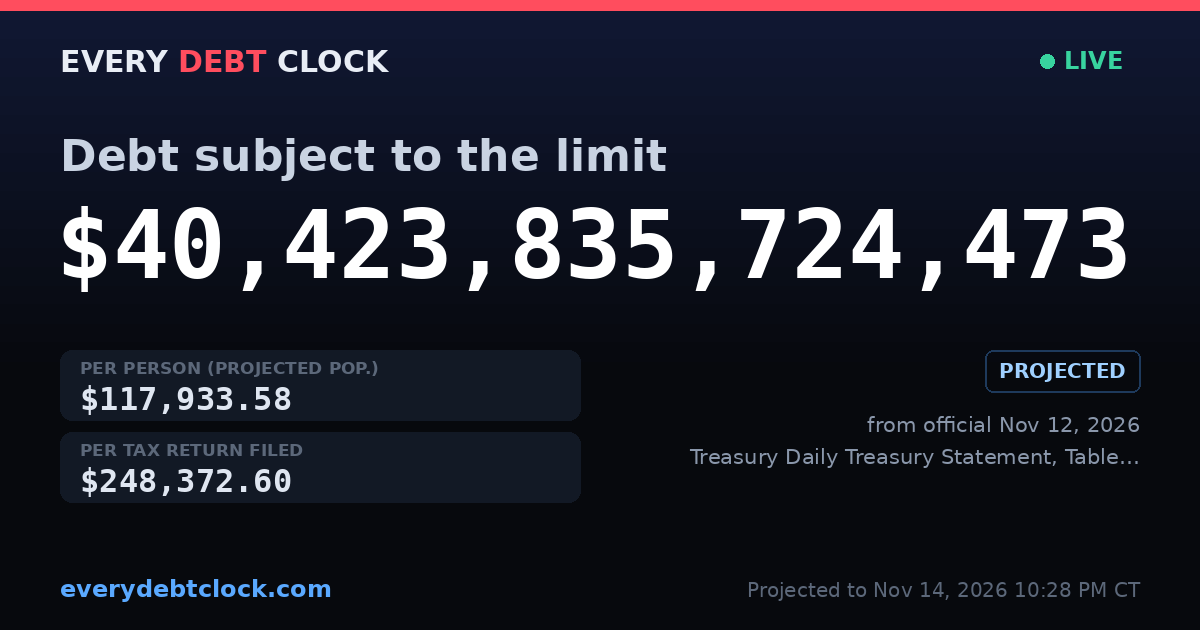 EVERY DEBT CLOCK
LIVE
Debt subject to the limit
$40,423,835,724,473
PER PERSON (PROJECTED POP.)
$117,933.58
PER TAX RETURN FILED
$248,372.60
PROJECTED
from official Nov 12, 2026
Treasury Daily Treasury Statement, Table…
everydebtclock.com
Projected to Nov 14, 2026 10:28 PM CT